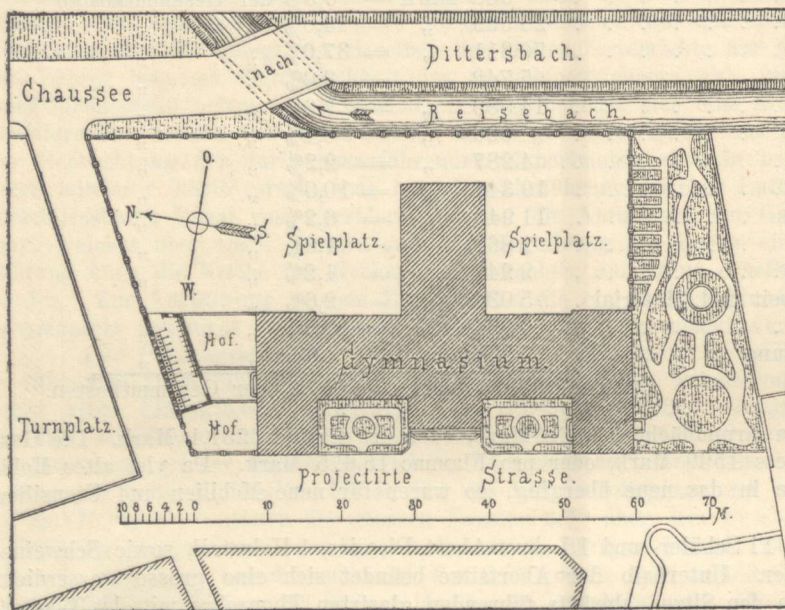 Dittersbach.
nach
Chaussee
Reisebach.
O.
N.
S.
Spielplatz.
Spielplatz.
W.
Hof.
Gymnasium.
Turnplatz.
Hof.
Projectirte Strasse
10 8 6 4 2 0 10 20 30 40 50 60 70 M.